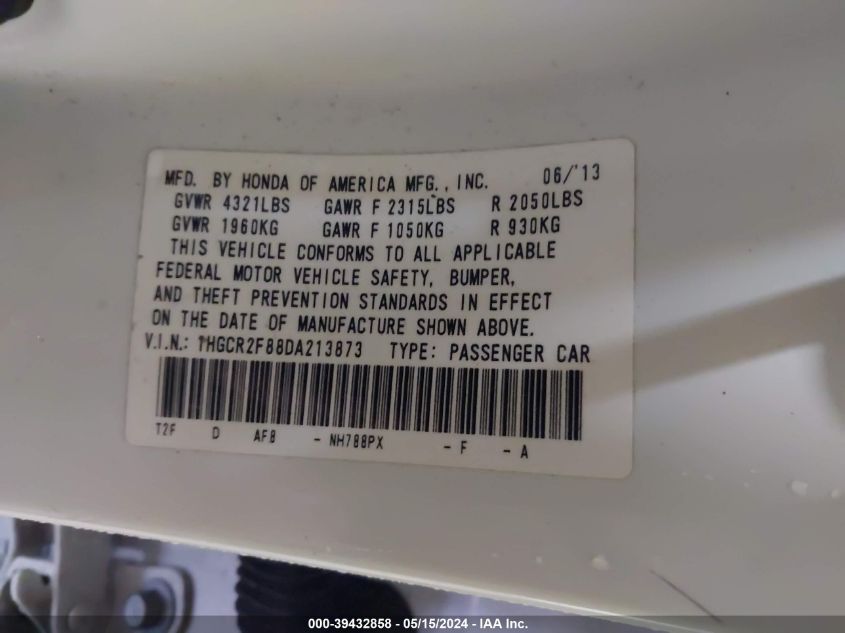 MFD. BY HONDA OF AMERICA MFG., INC. 06/'13
GVWR 4321LBS GAWR F 2315LBS R 2050LBS
GVWR 1960KG GAWR F 1050KG R 930KG
THIS VEHICLE CONFORMS TO ALL APPLICABLE
FEDERAL MOTOR VEHICLE SAFETY, BUMPER,
AND THEFT PREVENTION STANDARDS IN EFFECT
ON THE DATE OF MANUFACTURE SHOWN ABOVE.
V.I.N.: 1HGCR2F88DA213873 TYPE: PASSENGER CAR
T2F D AF8 - NH788PX - F - A
000-39432858 - 05/15/2024 - IAA Inc.